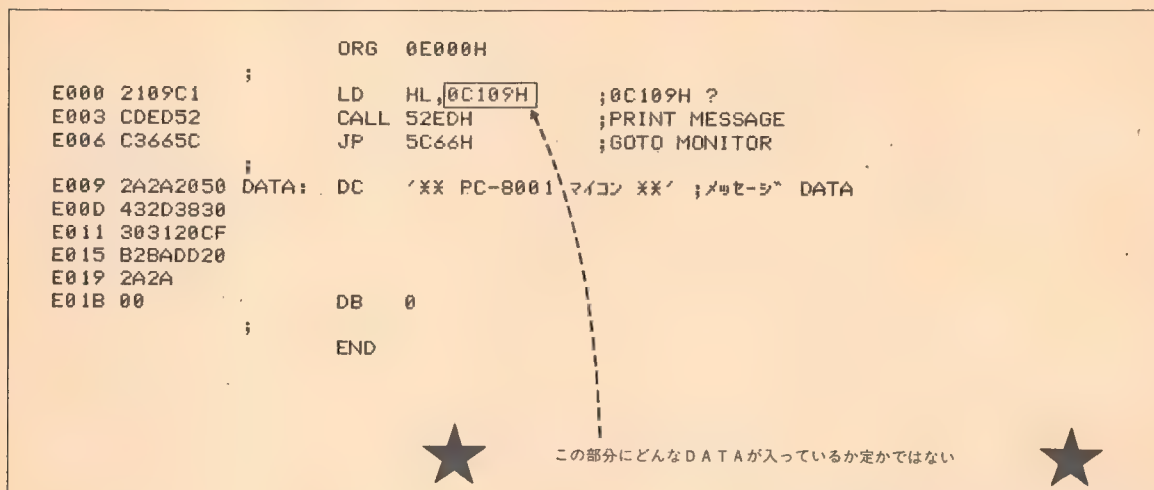 ORG 0E000H
;
E000 2109C1 LD HL,0C109H ;0C109H ?
E003 CDED52 CALL 52EDH ;PRINT MESSAGE
E006 C3665C JP 5C66H ;GOTO MONITOR
;
E009 2A2A2050 DATA: DC '** PC-8001 マイコン **' ;メッセージ DATA
E00D 432D3830
E011 303120CF
E015 B2BADD20
E019 2A2A
E01B 00 DB 0
;
END
この部分にどんなDATAが入っているか定かではない